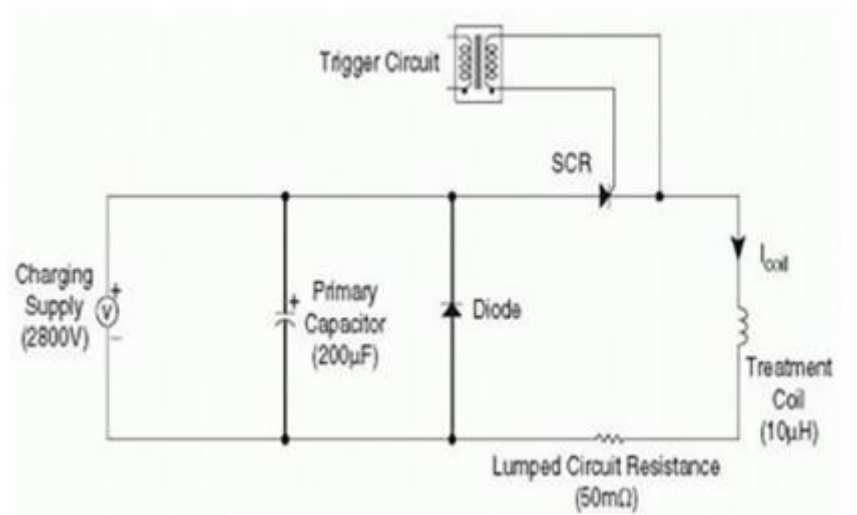 Trigger Circuit
SCR
Charging
Supply
(2800V)
+
V
−
+
Primary
Capacitor
(200µF)
Diode
Icoil
Treatment
Coil
(10µH)
Lumped Circuit Resistance
(50mΩ)